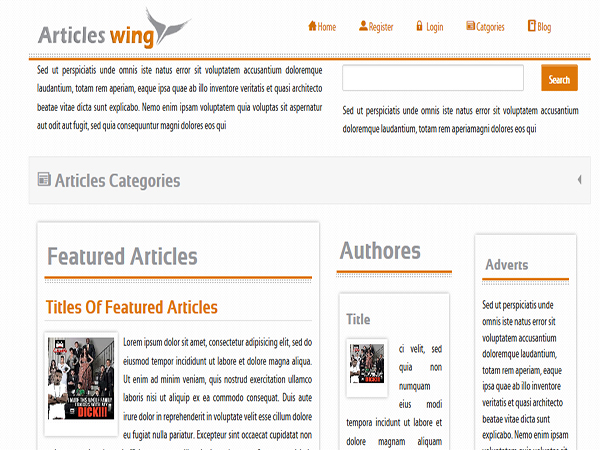 Articles wing
Home
Register
Login
Catgories
Blog
Sed ut perspiciatis unde omnis iste natus error sit voluptatem accusantium doloremque
laudantium, totam rem aperiam, eaque ipsa quae ab illo inventore veritatis et quasi architecto
beatae vitae dicta sunt explicabo. Nemo enim ipsam voluptatem quia voluptas sit aspernatur
aut odit aut fugit, sed quia consequuntur magni dolores eos qui
Search
Sed ut perspiciatis unde omnis iste natus error sit voluptatem
doloremque laudantium, totam rem aperiamagni dolores eos qui
Articles Categories
Featured Articles
Titles Of Featured Articles
Lorem ipsum dolor sit amet, consectetur adipisicing elit, sed do
eiusmod tempor incididunt ut labore et dolore magna aliqua.
Ut enim ad minim veniam, quis nostrud exercitation ullamco
laboris nisi ut aliquip ex ea commodo consequat. Duis aute
irure dolor in reprehenderit in voluptate velit esse cillum dolore
eu fugiat nulla pariatur. Excepteur sint occaecat cupidatat non
DICK!!!
Authores
Title
ci velit, sed
quia non
numquam
eius modi
tempora incidunt ut labore et
dolore magnam aliquam
Adverts
Sed ut perspiciatis unde
omnis iste natus error sit
voluptatem accusantium
doloremque laudantium,
totam rem aperiam, eaque
ipsa quae ab illo inventore
veritatis et quasi architecto
beatae vitae dicta sunt
explicabo. Nemo enim ipsam
voluptatem quia voluptas sit